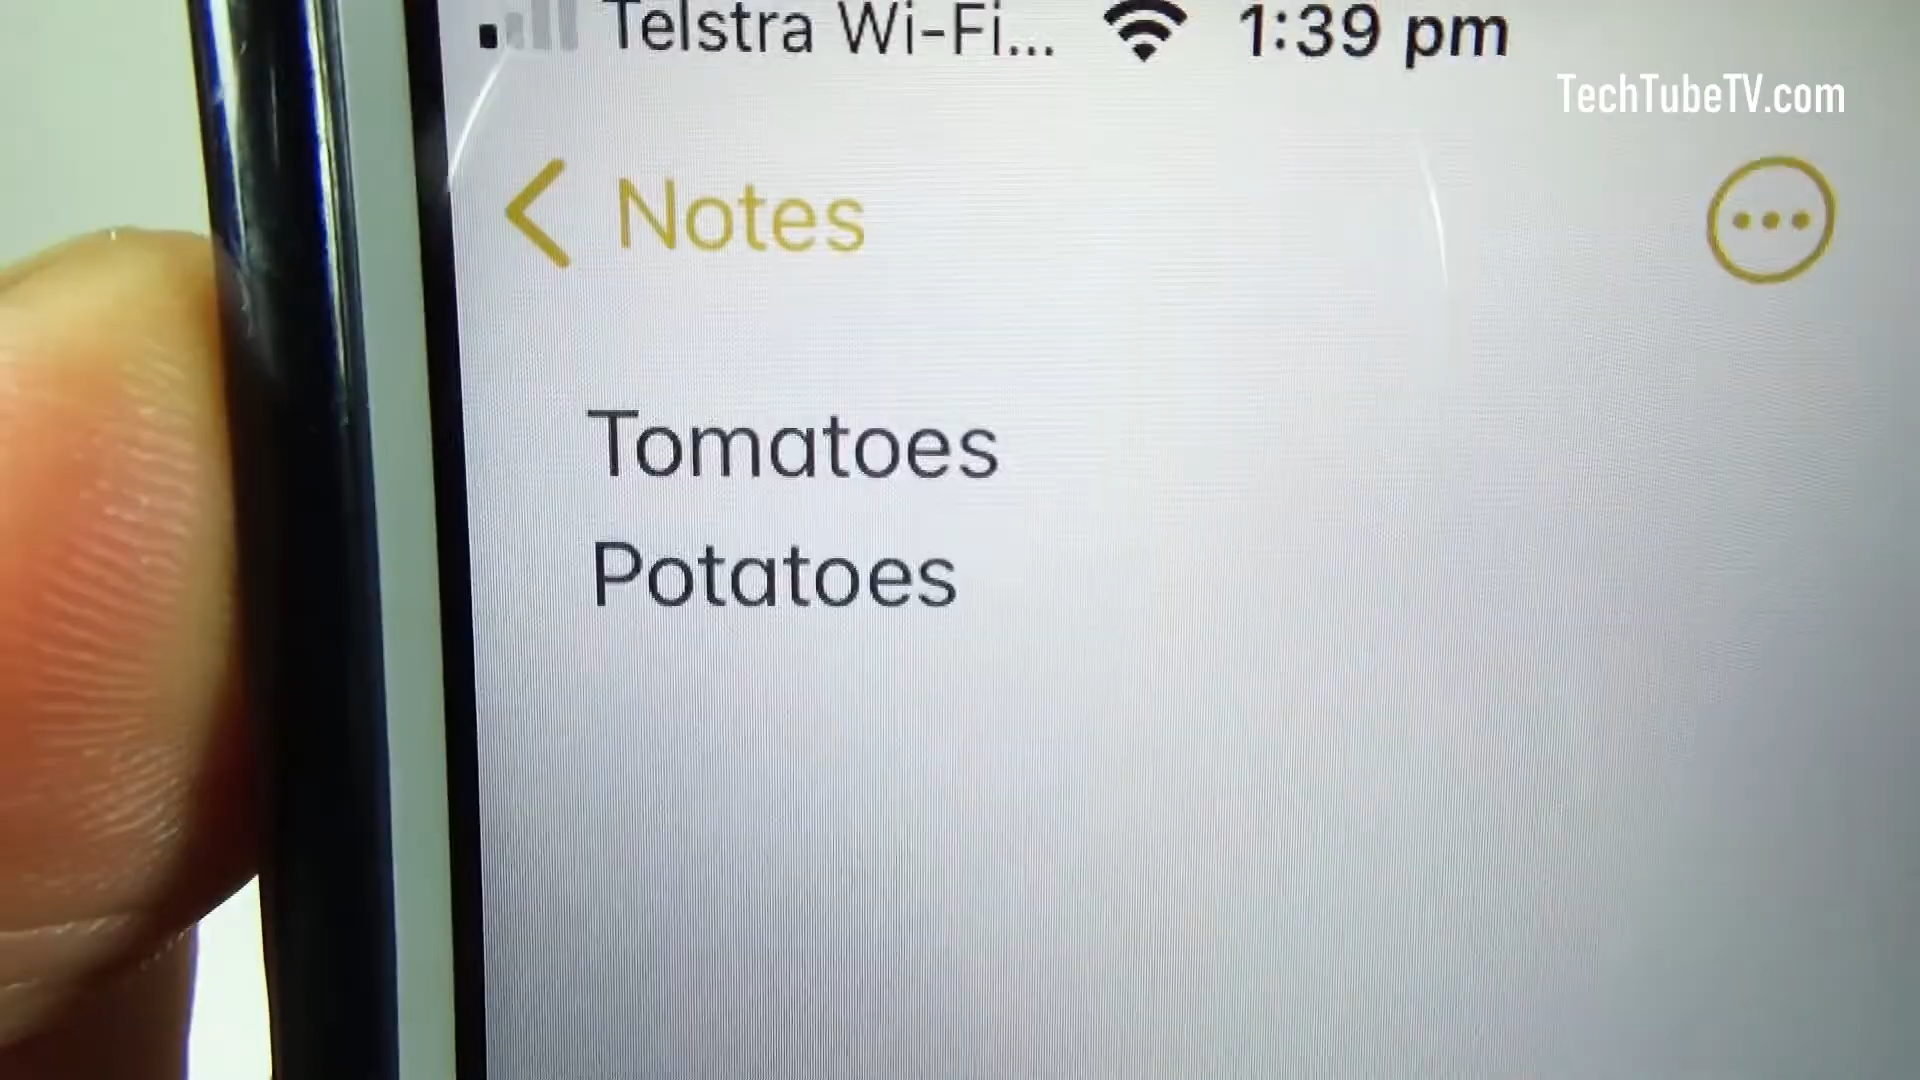 Telstra Wi-Fi... 1:39 pm
TechTubeTV.com
Notes
Tomatoes
Potatoes